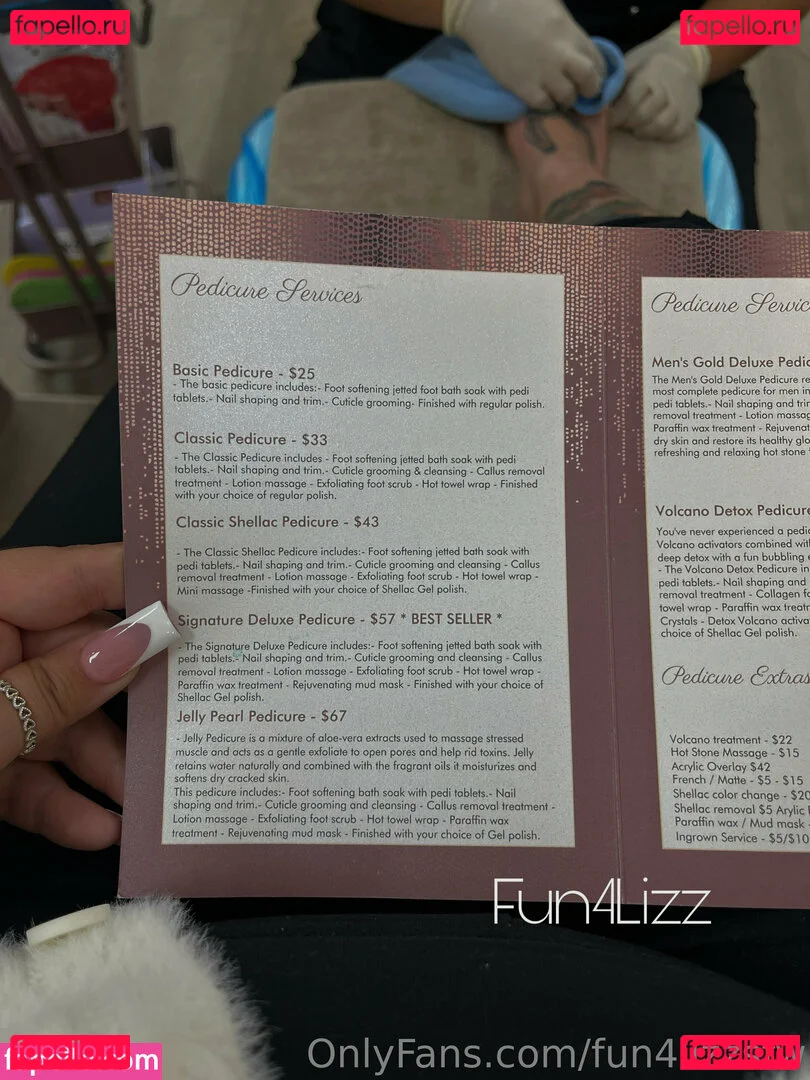 fapello.ru
fapello.ru
Pedicure Services
Basic Pedicure - $25
- The basic pedicure includes:- Foot softening jetted foot bath soak with pedi
tablets.- Nail shaping and trim.- Cuticle grooming- Finished with regular polish.
Classic Pedicure - $33
- The Classic Pedicure includes - Foot softening jetted bath soak with pedi
tablets.- Nail shaping and trim.- Cuticle grooming & cleansing - Callus removal
treatment - Lotion massage - Exfoliating foot scrub - Hot towel wrap - Finished
with your choice of regular polish.
Classic Shellac Pedicure - $43
- The Classic Shellac Pedicure includes:- Foot softening jetted bath soak with
pedi tablets.- Nail shaping and trim.- Cuticle grooming and cleansing - Callus
removal treatment - Lotion massage - Exfoliating foot scrub - Hot towel wrap -
Mini massage -Finished with your choice of Shellac Gel polish.
Signature Deluxe Pedicure - $57 * BEST SELLER *
- The Signature Deluxe Pedicure includes:- Foot softening jetted bath soak with
pedi tablets.- Nail shaping and trim.- Cuticle grooming and cleansing - Callus
removal treatment - Lotion massage - Exfoliating foot scrub - Hot towel wrap -
Paraffin wax treatment - Rejuvenating mud mask - Finished with your choice of
Shellac Gel polish.
Jelly Pearl Pedicure - $67
- Jelly Pedicure is a mixture of aloe-vera extracts used to massage stressed
muscle and acts as a gentle exfoliate to open pores and help rid toxins. Jelly
retains water naturally and combined with the fragrant oils it moisturizes and
softens dry cracked skin.
This pedicure includes:- Foot softening bath soak with pedi tablets.- Nail
shaping and trim.- Cuticle grooming and cleansing - Callus removal treatment -
Lotion massage - Exfoliating foot scrub - Hot towel wrap - Paraffin wax
treatment - Rejuvenating mud mask - Finished with your choice of Gel polish.
Pedicure
Men's Gold Deluxe
The Men's Gold Deluxe Pedicure
most complete pedicure for men
pedi tablets.- Nail shaping and
removal treatment - Lotion
Paraffin wax treatment -
dry skin and restore its healthy
refreshing and relaxing hot stone
Volcano Detox Pedicure
You've never experienced a
Volcano activators combined
deep detox with a fun bubbling
- The Volcano Detox Pedicure
pedi tablets.- Nail shaping and
removal treatment - Collagen
towel wrap - Paraffin wax
Crystals - Detox Volcano
choice of Shellac Gel polish.
Pedicure Extras
Volcano treatment - $22
Hot Stone Massage - $15
Acrylic Overlay $42
French / Matte - $5 - $15
Shellac color change - $20
Shellac removal $5 Arylic
Paraffin wax / Mud mask -
Ingrown Service - $5/$10
Fun4Lizz
fapello.ru
OnlyFans.com/fun4
fapello.ru